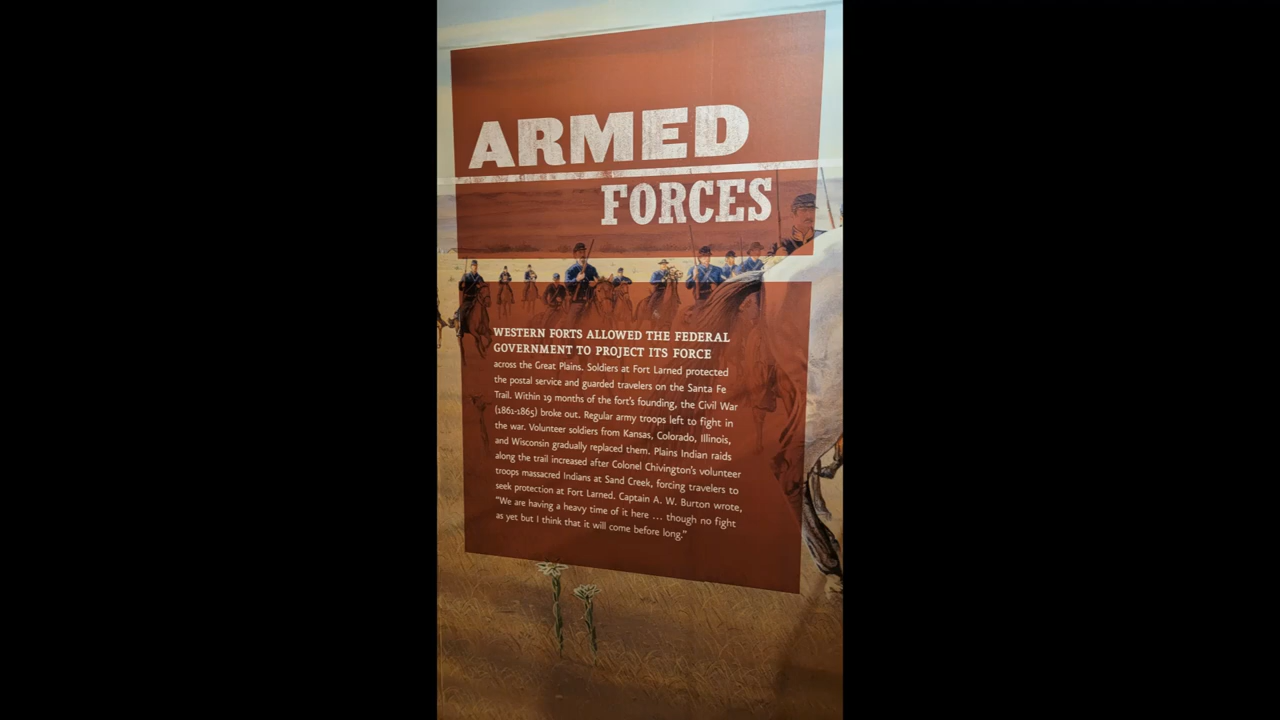 ARMED
FORCES
WESTERN FORTS ALLOWED THE FEDERAL
GOVERNMENT TO PROJECT ITS FORCE
across the Great Plains. Soldiers at Fort Larned protected
the postal service and guarded travelers on the Santa Fe
Trail. Within 19 months of the fort's founding, the Civil War
(1861-1865) broke out. Regular army troops left to fight in
the war. Volunteer soldiers from Kansas, Colorado, Illinois,
and Wisconsin gradually replaced them. Plains Indian raids
along the trail increased after Colonel Chivington's volunteer
troops massacred Indians at Sand Creek, forcing travelers to
seek protection at Fort Larned. Captain A. W. Burton wrote,
"We are having a heavy time of it here ... though no fight
as yet but I think that it will come before long."